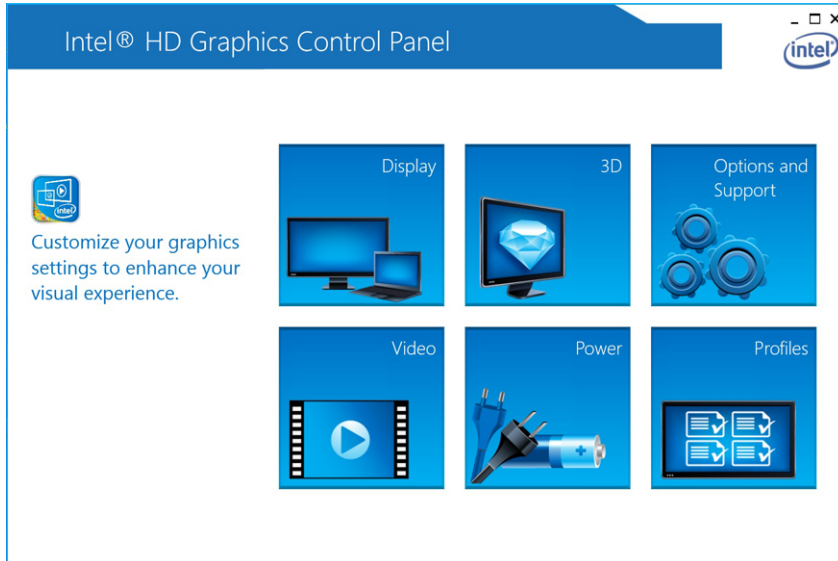 Intel® HD Graphics Control Panel
intel
Display
3D
Options and
Support
intel
Customize your graphics
settings to enhance your
visual experience.
Video
Power
Profiles